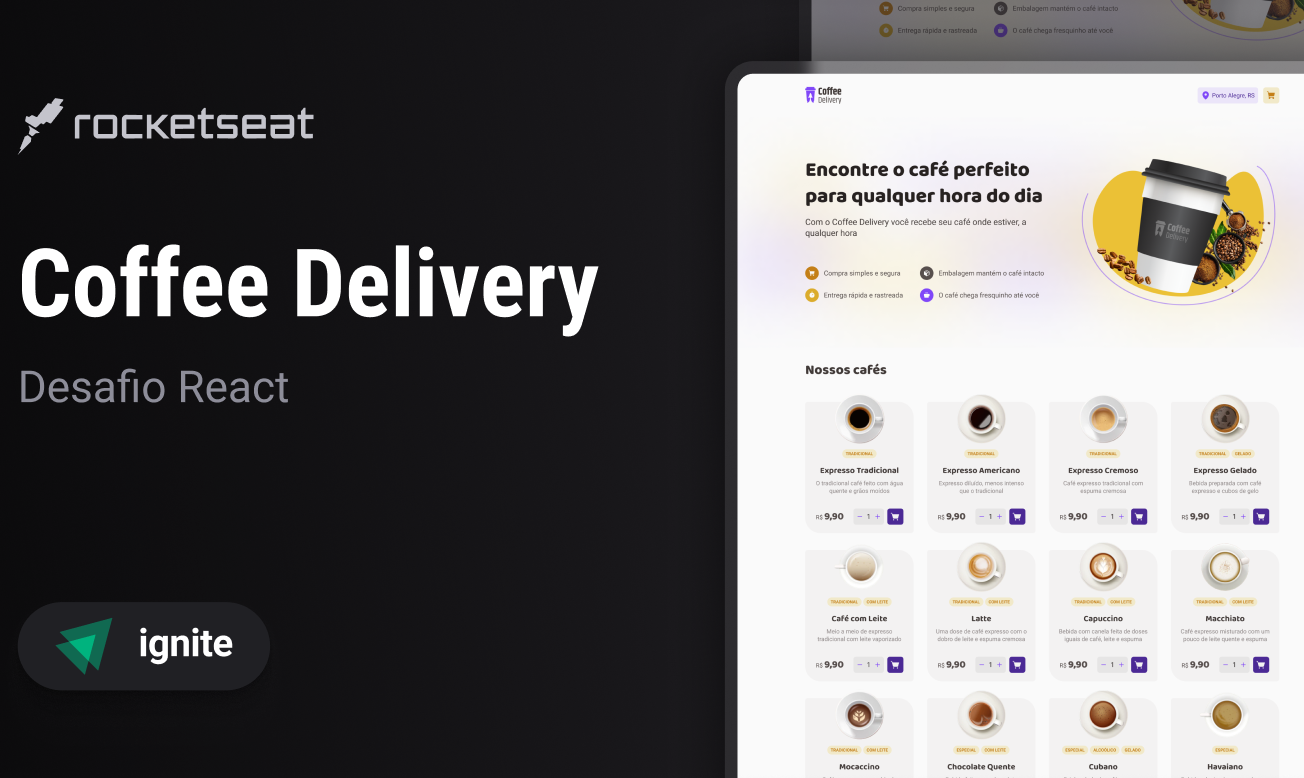 rocketseat
Coffee Delivery
Desafio React
ignite
Compra simples e segura
Embalagem mantém o café intacto
Entrega rápida e rastreada
O café chega fresquinho até você
Coffee
Delivery
Porto Alegre, RS
Encontre o café perfeito
para qualquer hora do dia
Com o Coffee Delivery você recebe seu café onde estiver, a
qualquer hora
Coffee
Delivery
Compra simples e segura
Embalagem mantém o café intacto
Entrega rápida e rastreada
O café chega fresquinho até você
Nossos cafés
TRADICIONAL
Expresso Tradicional
O tradicional café feito com água
quente e grãos moídos
R$ 9,90 − 1 +
TRADICIONAL
Expresso Americano
Expresso diluído, menos intenso
que o tradicional
R$ 9,90 − 1 +
TRADICIONAL
Expresso Cremoso
Café expresso tradicional com
espuma cremosa
R$ 9,90 − 1 +
TRADICIONAL GELADO
Expresso Gelado
Bebida preparada com café
expresso e cubos de gelo
R$ 9,90 − 1 +
TRADICIONAL COM LEITE
Café com Leite
Meio a meio de expresso
tradicional com leite vaporizado
R$ 9,90 − 1 +
TRADICIONAL COM LEITE
Latte
Uma dose de café expresso com o
dobro de leite e espuma cremosa
R$ 9,90 − 1 +
TRADICIONAL COM LEITE
Capuccino
Bebida com canela feita de doses
iguais de café, leite e espuma
R$ 9,90 − 1 +
TRADICIONAL COM LEITE
Macchiato
Café expresso misturado com um
pouco de leite quente e espuma
R$ 9,90 − 1 +
TRADICIONAL COM LEITE
Mocaccino
ESPECIAL COM LEITE
Chocolate Quente
ESPECIAL ALCOÓLICO GELADO
Cubano
ESPECIAL
Havaiano